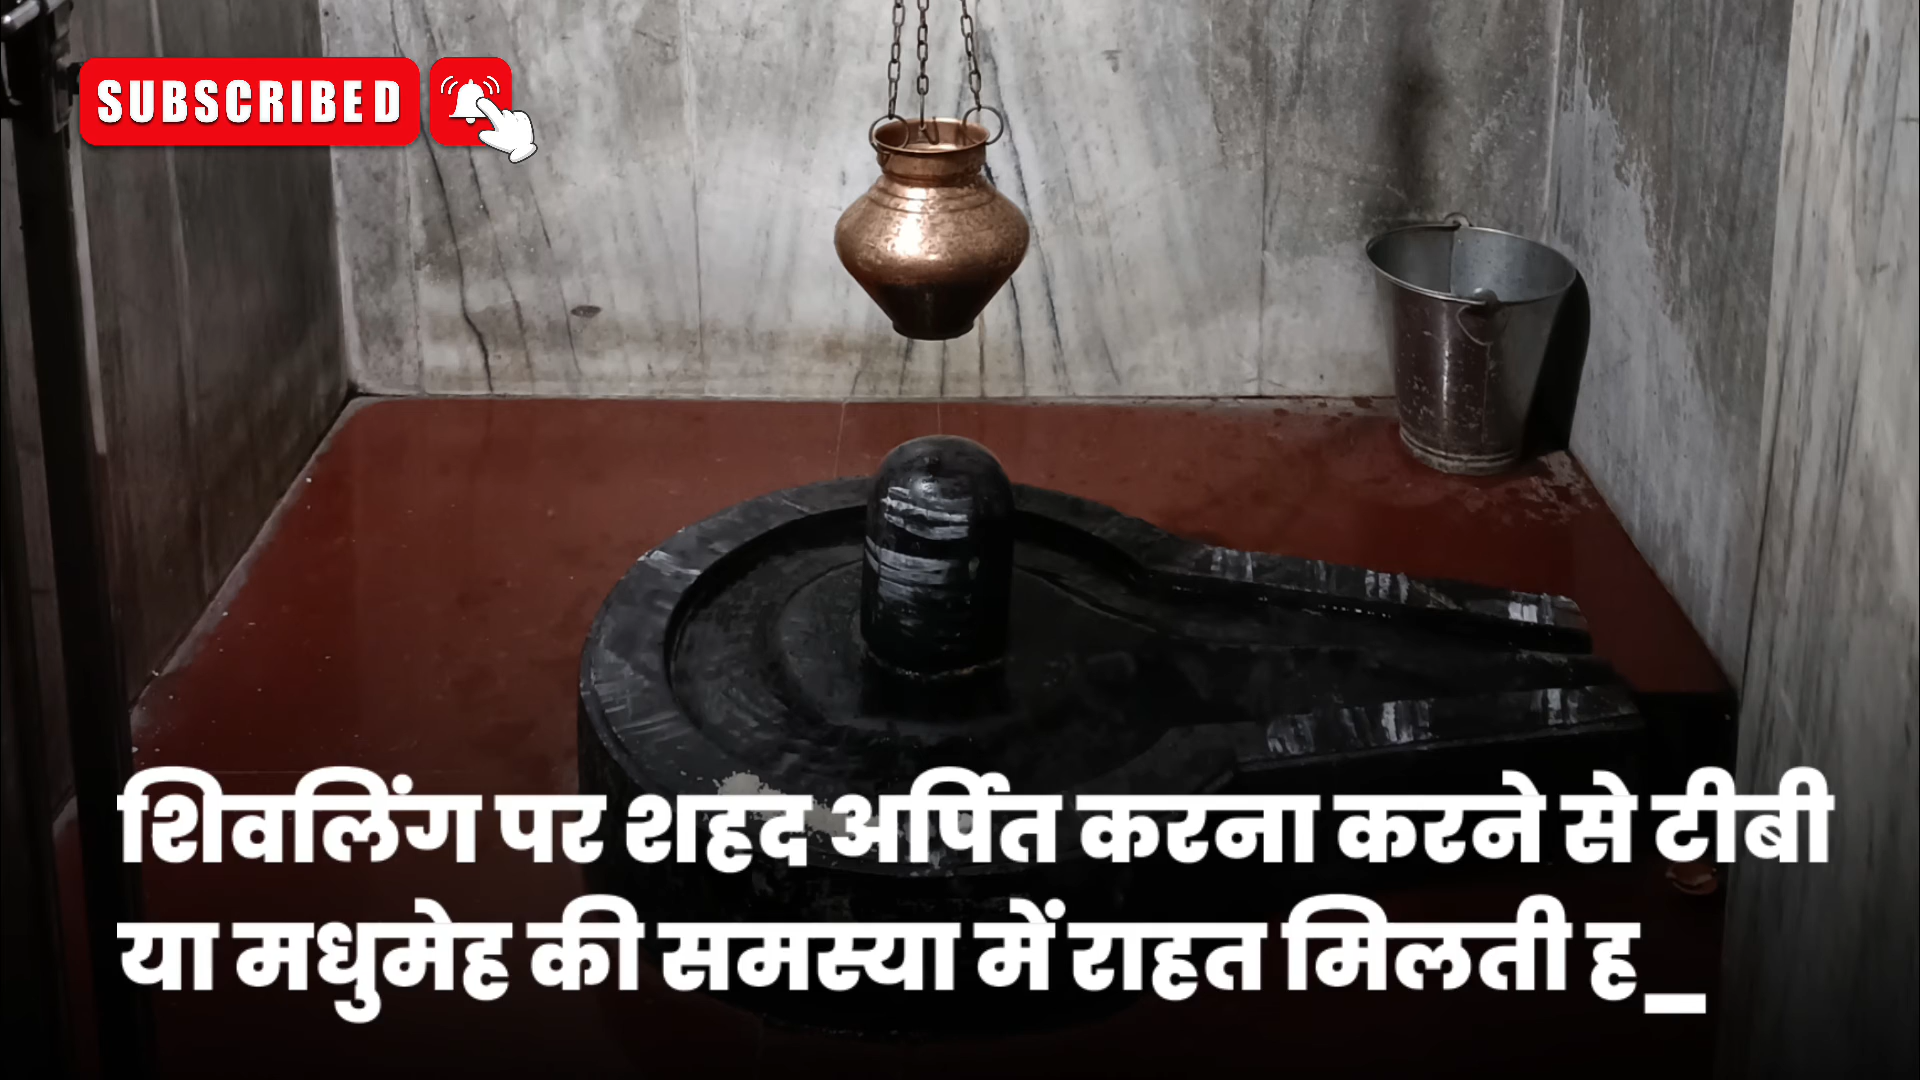 SUBSCRIBED
शिवलिंग पर शहद अर्पित करना करने से टीबी
या मधुमेह की समस्या में राहत मिलती ह_